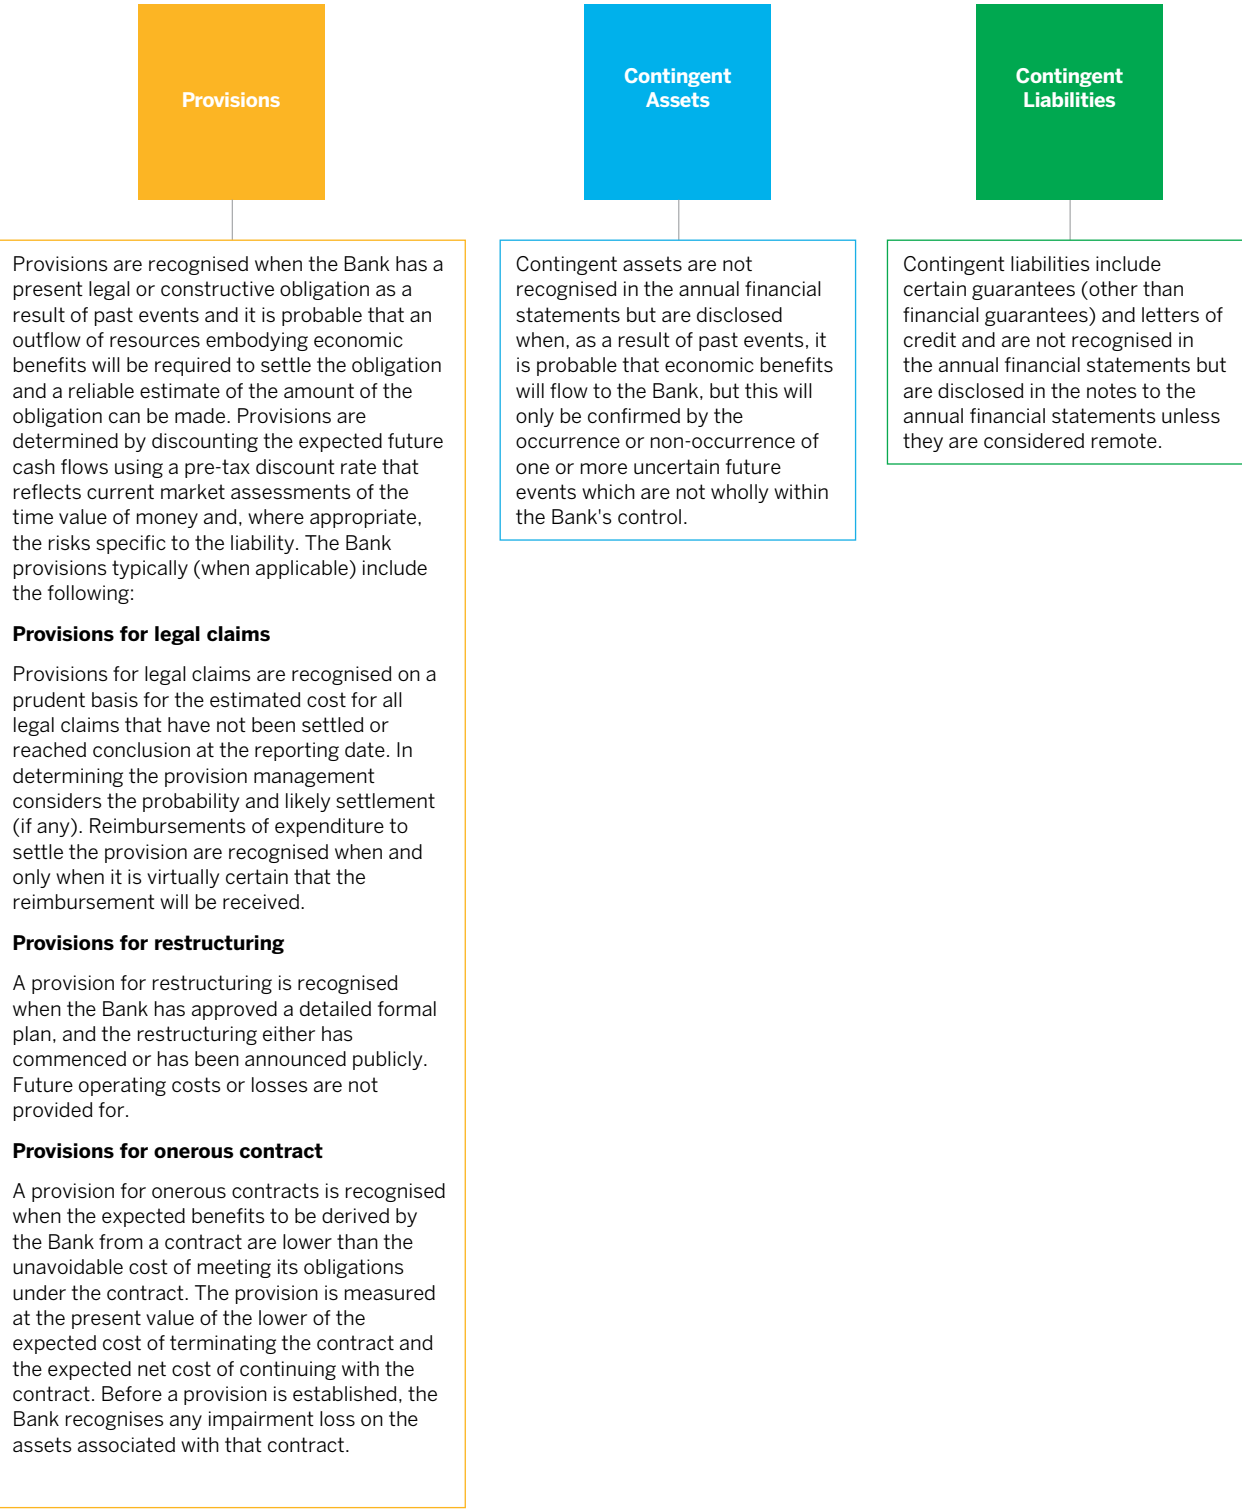 Provisions
Provisions are recognised when the Bank has a
present legal or constructive obligation as a
result of past events and it is probable that an
outflow of resources embodying economic
benefits will be required to settle the obligation
and a reliable estimate of the amount of the
obligation can be made. Provisions are
determined by discounting the expected future
cash flows using a pre-tax discount rate that
reflects current market assessments of the
time value of money and, where appropriate,
the risks specific to the liability. The Bank
provisions typically (when applicable) include
the following:
Provisions for legal claims
Provisions for legal claims are recognised on a
prudent basis for the estimated cost for all
legal claims that have not been settled or
reached conclusion at the reporting date. In
determining the provision management
considers the probability and likely settlement
(if any). Reimbursements of expenditure to
settle the provision are recognised when and
only when it is virtually certain that the
reimbursement will be received.
Provisions for restructuring
A provision for restructuring is recognised
when the Bank has approved a detailed formal
plan, and the restructuring either has
commenced or has been announced publicly.
Future operating costs or losses are not
provided for.
Provisions for onerous contract
A provision for onerous contracts is recognised
when the expected benefits to be derived by
the Bank from a contract are lower than the
unavoidable cost of meeting its obligations
under the contract. The provision is measured
at the present value of the lower of the
expected cost of terminating the contract and
the expected net cost of continuing with the
contract. Before a provision is established, the
Bank recognises any impairment loss on the
assets associated with that contract.
Contingent
Assets
Contingent assets are not
recognised in the annual financial
statements but are disclosed
when, as a result of past events, it
is probable that economic benefits
will flow to the Bank, but this will
only be confirmed by the
occurrence or non-occurrence of
one or more uncertain future
events which are not wholly within
the Bank's control.
Contingent
Liabilities
Contingent liabilities include
certain guarantees (other than
financial guarantees) and letters of
credit and are not recognised in
the annual financial statements but
are disclosed in the notes to the
annual financial statements unless
they are considered remote.